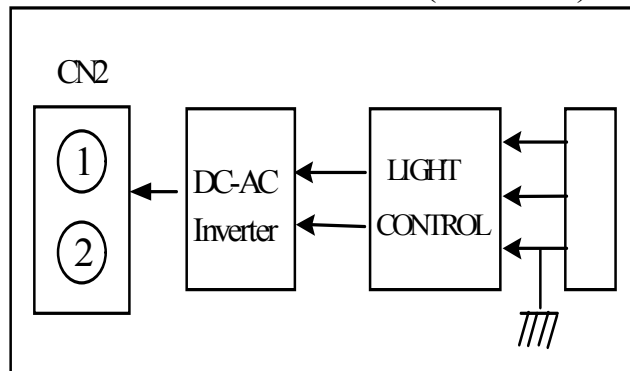 CN2
1
2
DC-AC
Inverter
LIGHT
CONTROL